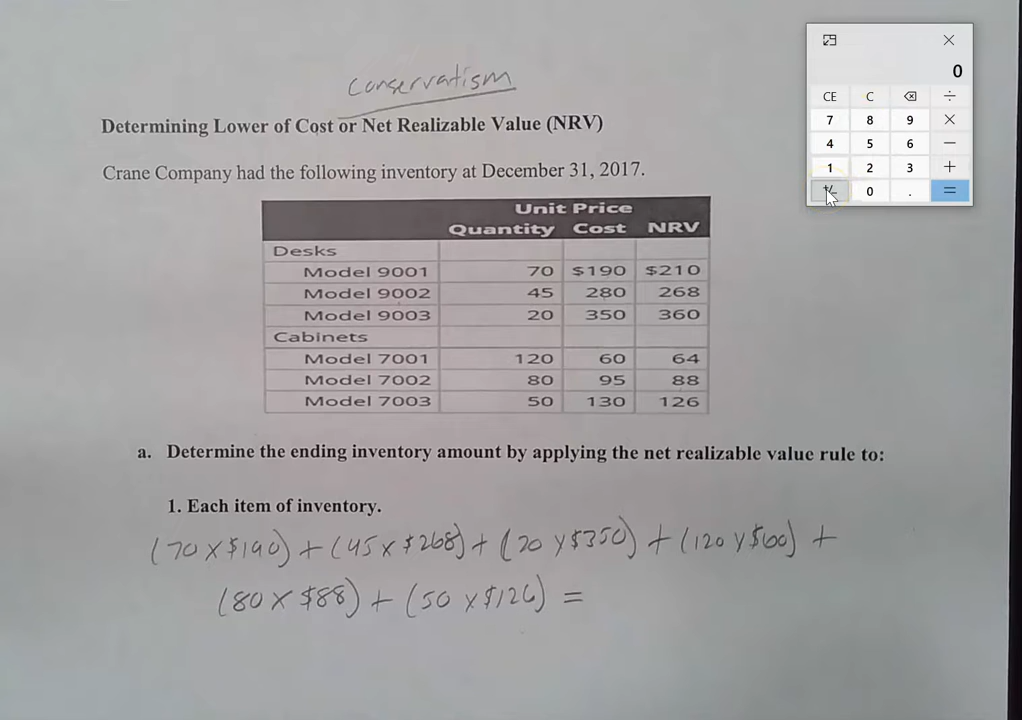 conservatism
Determining Lower of Cost or Net Realizable Value (NRV)
Crane Company had the following inventory at December 31, 2017.
Unit Price
Quantity Cost NRV
Desks
Model 9001 70 $190 $210
Model 9002 45 280 268
Model 9003 20 350 360
Cabinets
Model 7001 120 60 64
Model 7002 80 95 88
Model 7003 50 130 126
a. Determine the ending inventory amount by applying the net realizable value rule to:
1. Each item of inventory.
(70 x $190) + (45 x $268) + (20 x $350) + (120 x $60) +
(80 x $88) + (50 x $126) =
0
CE C ⌫ ÷
7 8 9 ×
4 5 6 −
1 2 3 +
+/− 0 . =